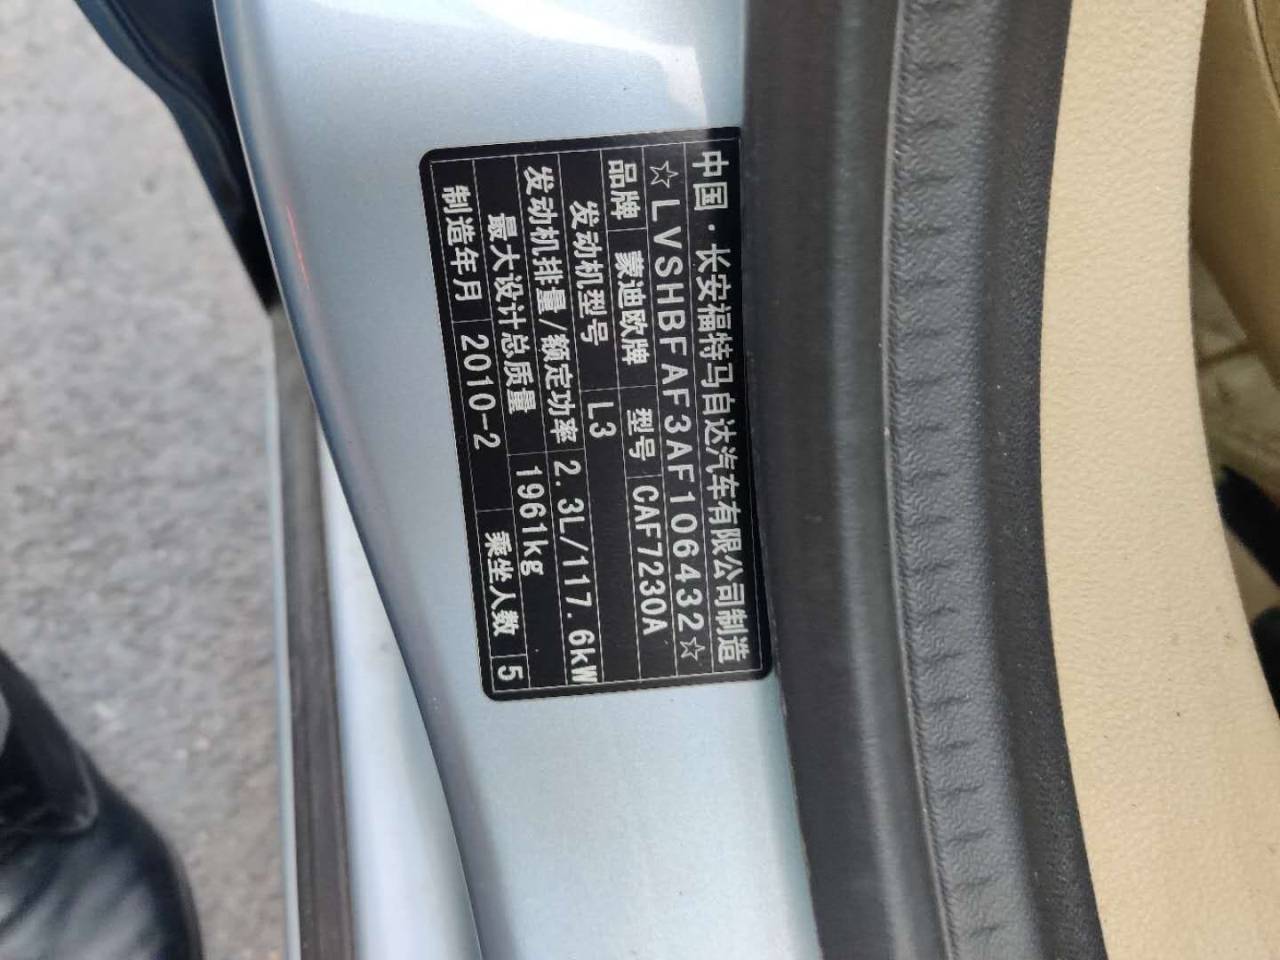 中国·长安福特马自达汽车有限公司制造
☆LVSHBFAF3AF106432☆
品牌 蒙迪欧牌 型号 CAF7230A
发动机型号 L3
发动机排量/额定功率 2.3L/117.6kW
最大设计总质量 1961kg
制造年月 2010-2 乘坐人数 5